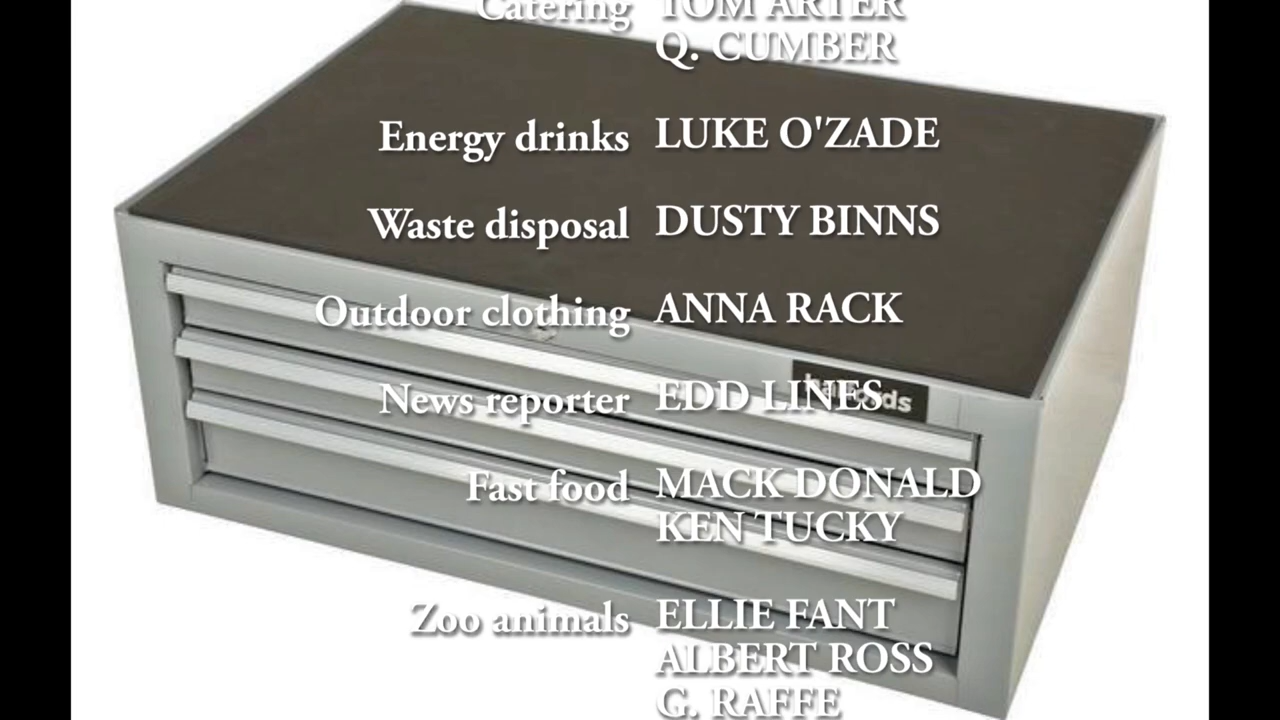 Catering TOM ARTER
Q. CUMBER
Energy drinks LUKE O'ZADE
Waste disposal DUSTY BINNS
Outdoor clothing ANNA RACK
News reporter EDD LINES
Fast food MACK DONALD
KEN TUCKY
Zoo animals ELLIE FANT
ALBERT ROSS
G. RAFFE